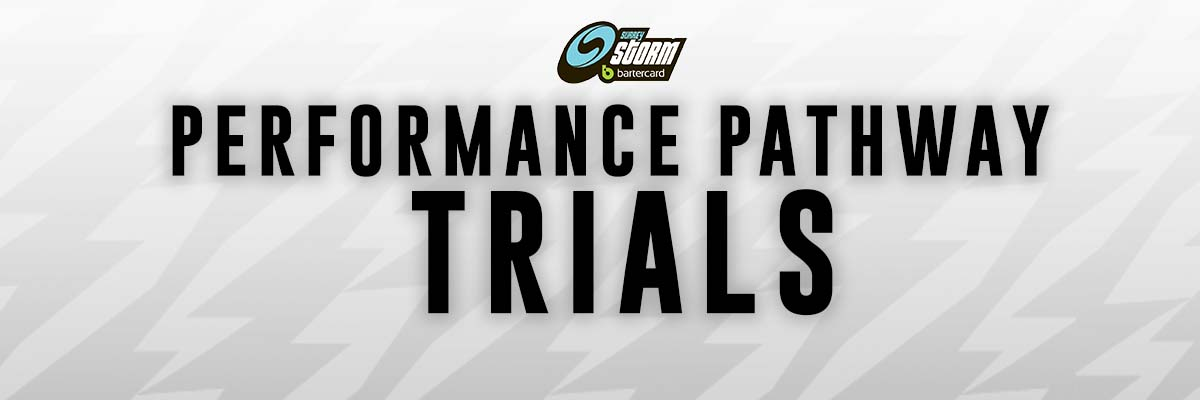 SURREY
STORM
bartercard
PERFORMANCE PATHWAY
TRIALS